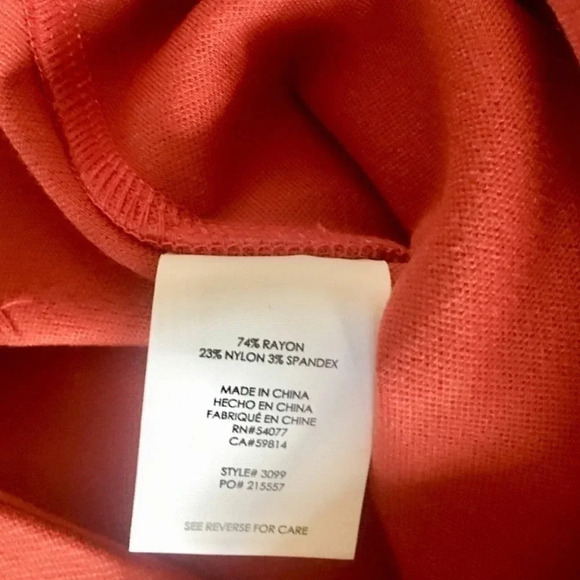 74% RAYON
23% NYLON 3% SPANDEX
MADE IN CHINA
HECHO EN CHINA
FABRIQUÉ EN CHINE
RN#54077
CA#59814
STYLE# 3099
PO# 215557
SEE REVERSE FOR CARE